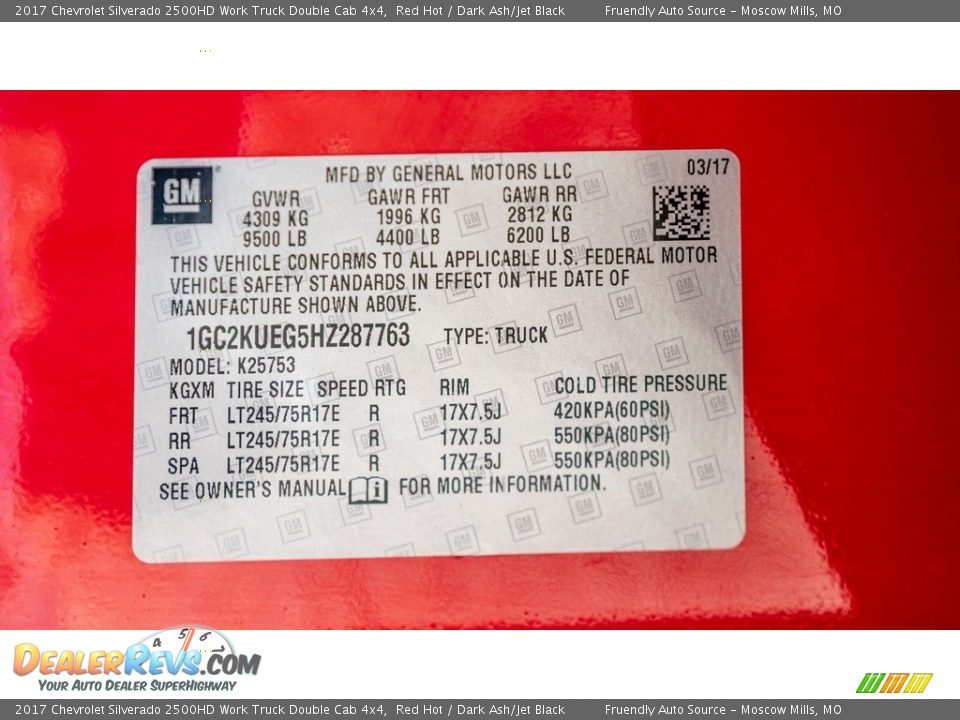 2017 Chevrolet Silverado 2500HD Work Truck Double Cab 4x4, Red Hot / Dark Ash/Jet Black Fruendly Auto Source – Moscow Mills, MO
GM MFD BY GENERAL MOTORS LLC 03/17
GVWR GAWR FRT GAWR RR
4309 KG 1996 KG 2812 KG
9500 LB 4400 LB 6200 LB
THIS VEHICLE CONFORMS TO ALL APPLICABLE U.S. FEDERAL MOTOR
VEHICLE SAFETY STANDARDS IN EFFECT ON THE DATE OF
MANUFACTURE SHOWN ABOVE.
1GC2KUEG5HZ287763 TYPE: TRUCK
MODEL: K25753
KGXM TIRE SIZE SPEED RTG RIM COLD TIRE PRESSURE
FRT LT245/75R17E R 17X7.5J 420KPA(60PSI)
RR LT245/75R17E R 17X7.5J 550KPA(80PSI)
SPA LT245/75R17E R 17X7.5J 550KPA(80PSI)
SEE OWNER'S MANUAL FOR MORE INFORMATION.
4 5 6
DEALERREVS.COM
YOUR AUTO DEALER SUPERHIGHWAY
2017 Chevrolet Silverado 2500HD Work Truck Double Cab 4x4, Red Hot / Dark Ash/Jet Black Fruendly Auto Source – Moscow Mills, MO